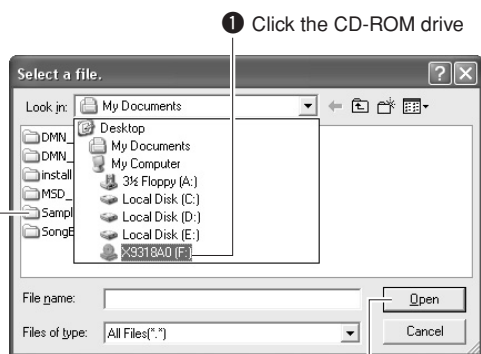 ❶ Click the CD-ROM drive
Select a file.
Look in: My Documents
Desktop
My Documents
My Computer
3½ Floppy (A:)
Local Disk (C:)
Local Disk (D:)
Local Disk (E:)
X9318A0 (F:)
DMN_
DMN_
install
MSD_
Sampl
SongE
File name:
Open
Files of type: All Files(*.*)
Cancel